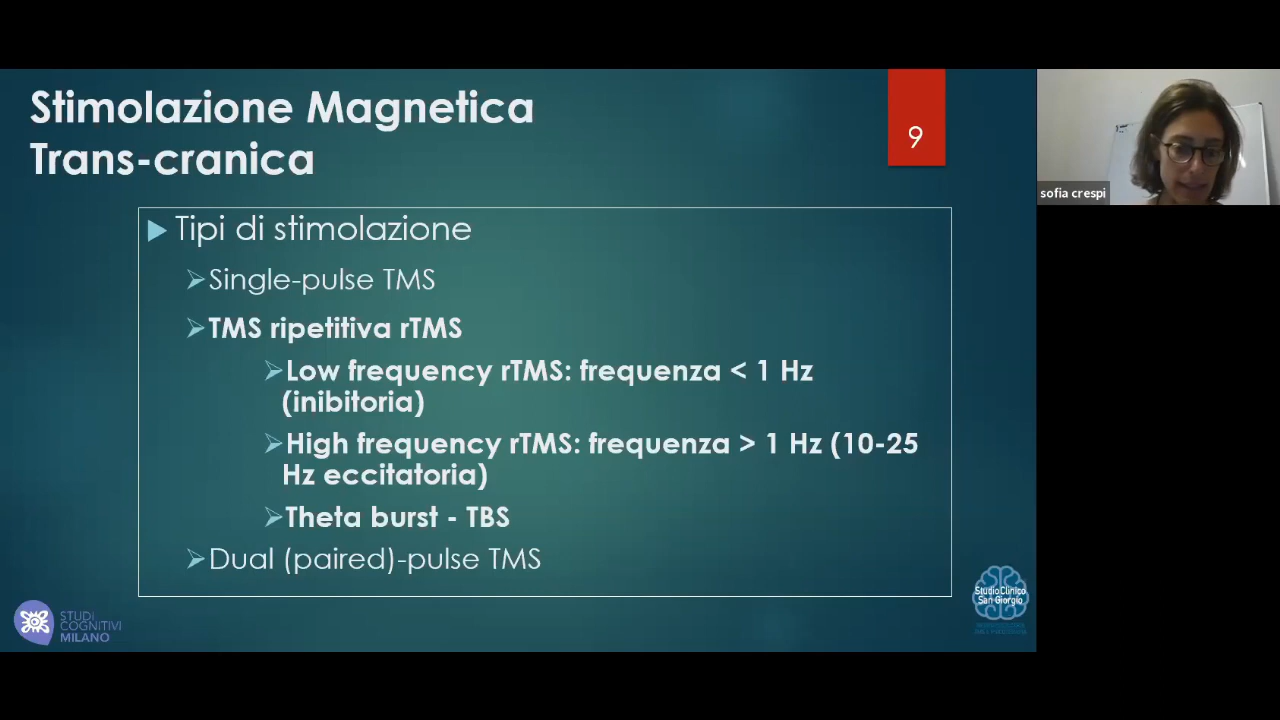 Stimolazione Magnetica
Trans-cranica
9
sofia crespi
Tipi di stimolazione
Single-pulse TMS
TMS ripetitiva rTMS
Low frequency rTMS: frequenza < 1 Hz
(inibitoria)
High frequency rTMS: frequenza > 1 Hz (10-25
Hz eccitatoria)
Theta burst - TBS
Dual (paired)-pulse TMS
STUDI
COGNITIVI
MILANO
StudioClinico
San Giorgio